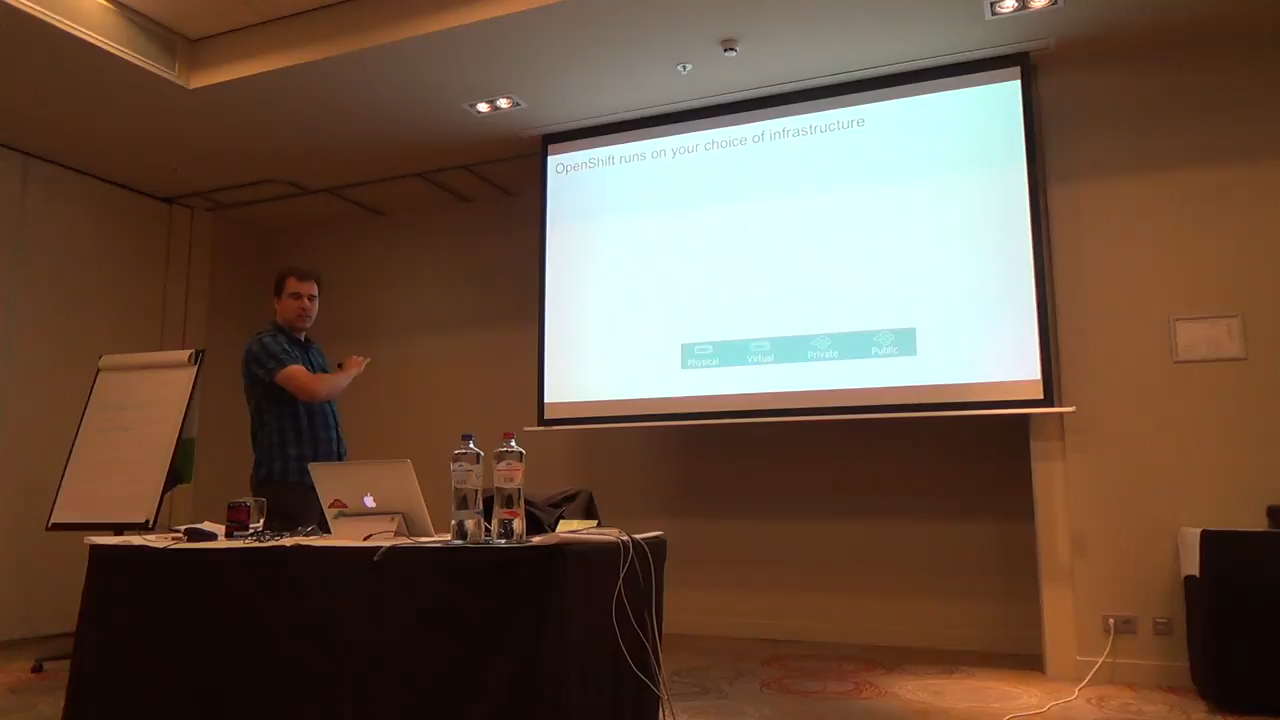 OpenShift runs on your choice of infrastructure
Physical Virtual Private Public